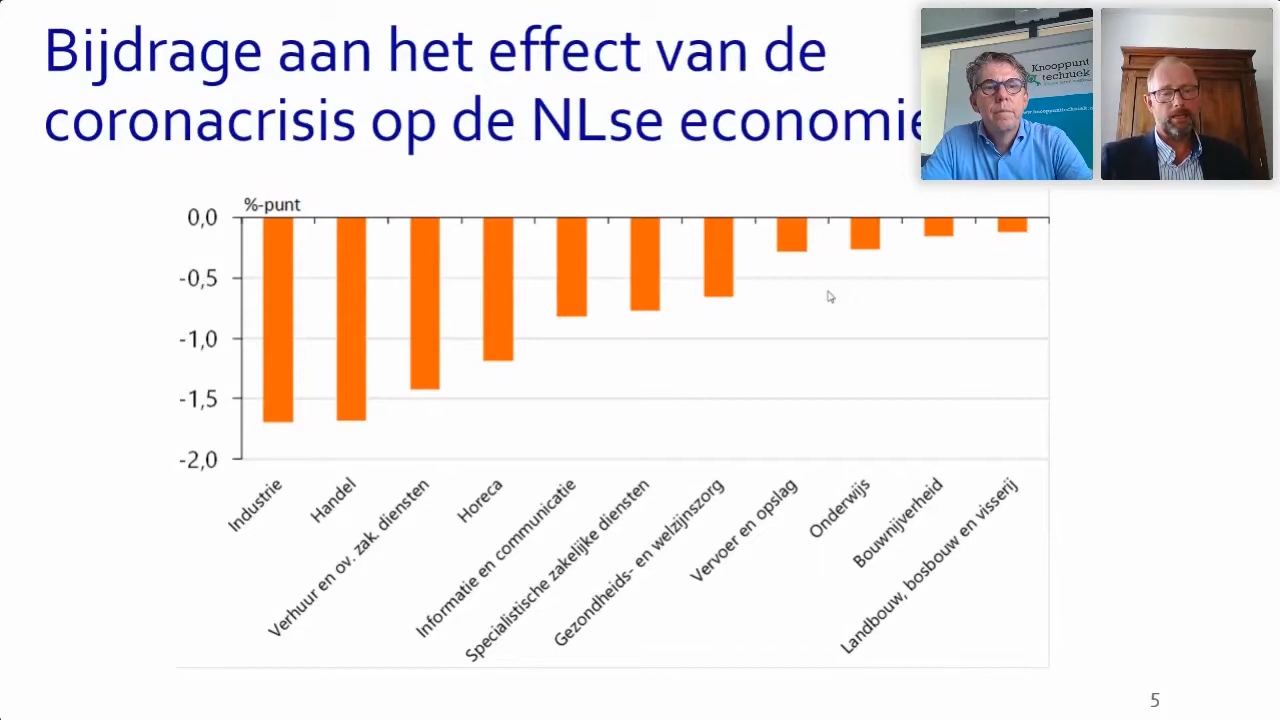 Bijdrage aan het effect van de
coronacrisis op de NLse economie
Knooppunt
techniek
%-punt
0,0
-0,5
-1,0
-1,5
-2,0
Industrie
Handel
Verhuur en ov. zak. diensten
Horeca
Informatie en communicatie
Specialistische zakelijke diensten
Gezondheids- en welzijnszorg
Vervoer en opslag
Onderwijs
Bouwnijverheid
Landbouw, bosbouw en visserij
5